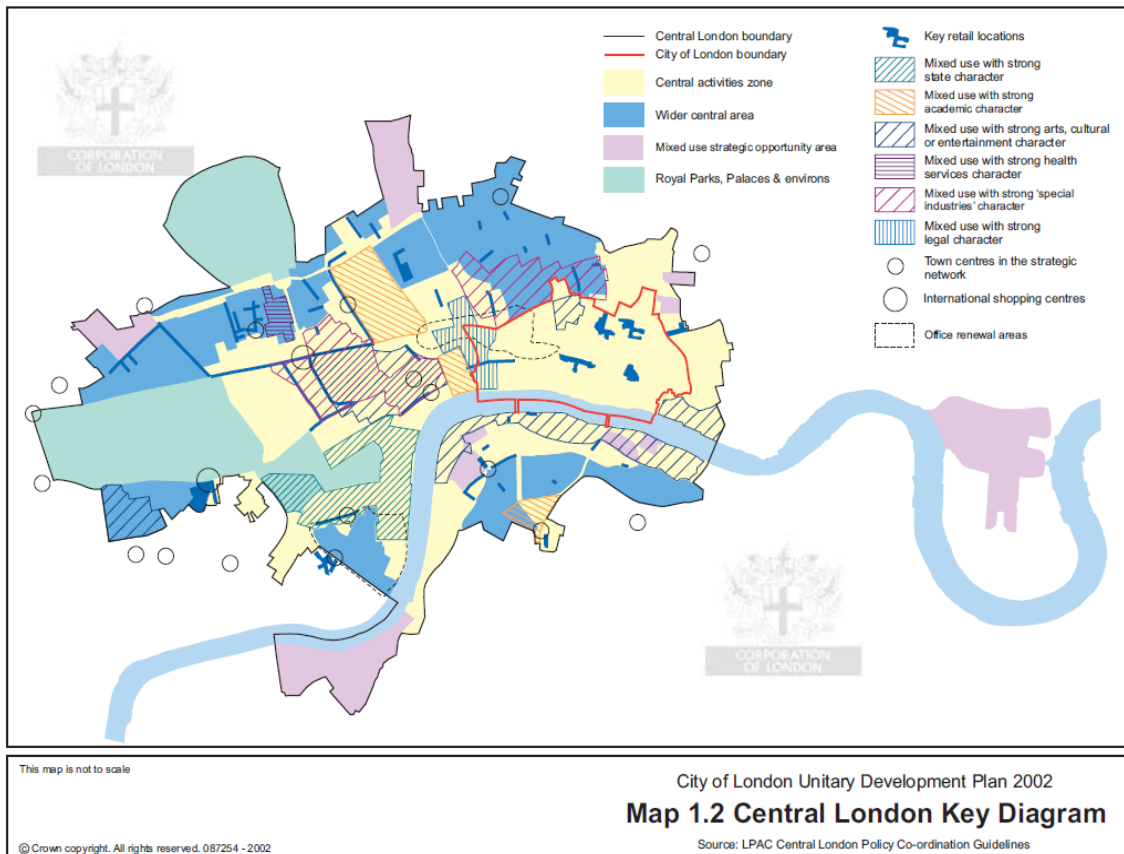 CORPORATION
OF LONDON
Central London boundary
City of London boundary
Central activities zone
Wider central area
Mixed use strategic opportunity area
Royal Parks, Palaces & environs
Key retail locations
Mixed use with strong
state character
Mixed use with strong
academic character
Mixed use with strong arts, cultural
or entertainment character
Mixed use with strong health
services character
Mixed use with strong 'special
industries' character
Mixed use with strong
legal character
Town centres in the strategic
network
International shopping centres
Office renewal areas
CORPORATION
OF LONDON
This map is not to scale
© Crown copyright. All rights reserved. 087254 - 2002
City of London Unitary Development Plan 2002
Map 1.2 Central London Key Diagram
Source: LPAC Central London Policy Co-ordination Guidelines